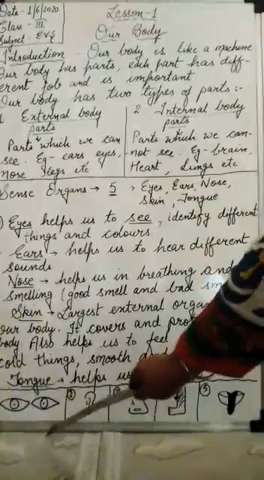 Date - 1/6/2020
Class - III
Subject - EVS
Lesson-1
Our Body
Introduction - Our body is like a machine
Our body has parts, each part has diff-
erent job and is important.
Our body has two types of parts :-
1 External body parts
Parts which we can
see. Eg - ears, eyes,
Nose legs etc
2 Internal body parts
Parts which we can-
not see. Eg - brain,
Heart, Lungs etc
Sense Organs → 5 → Eyes, Ears, Nose,
Skin, Tongue
Eyes helps us to see, identify different
things and colours.
Ears → helps us to hear different
sounds
Nose → helps us in breathing and
smelling (good smell and bad
Skin → Largest external
our body. It covers and
body Also helps us to feel
cold things, smooth
Tongue → helps us